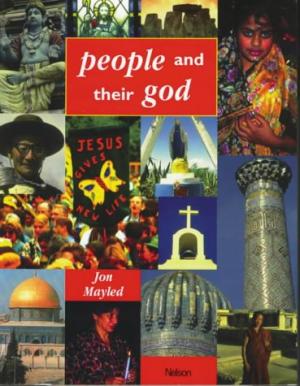 people and
their god
JESUS
GIVES
NEW LIFE
Jon
Mayled
Nelson